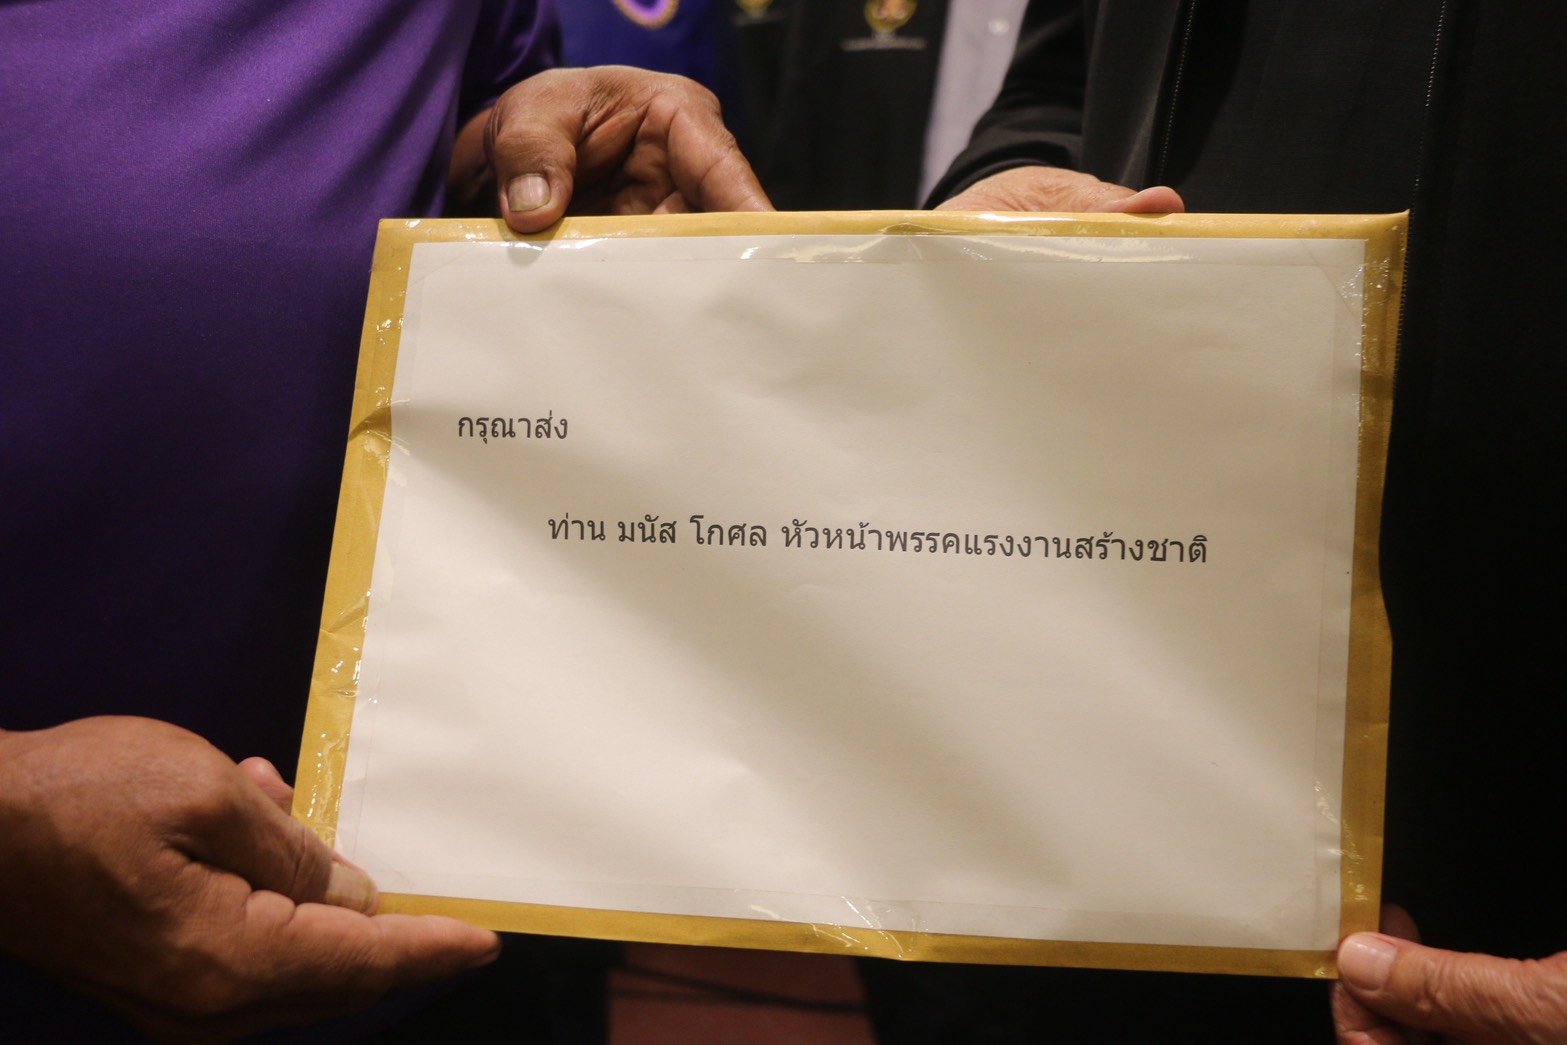 กรุณาส่ง
ท่าน มนัส โกศล หัวหน้าพรรคแรงงานสร้างชาติ